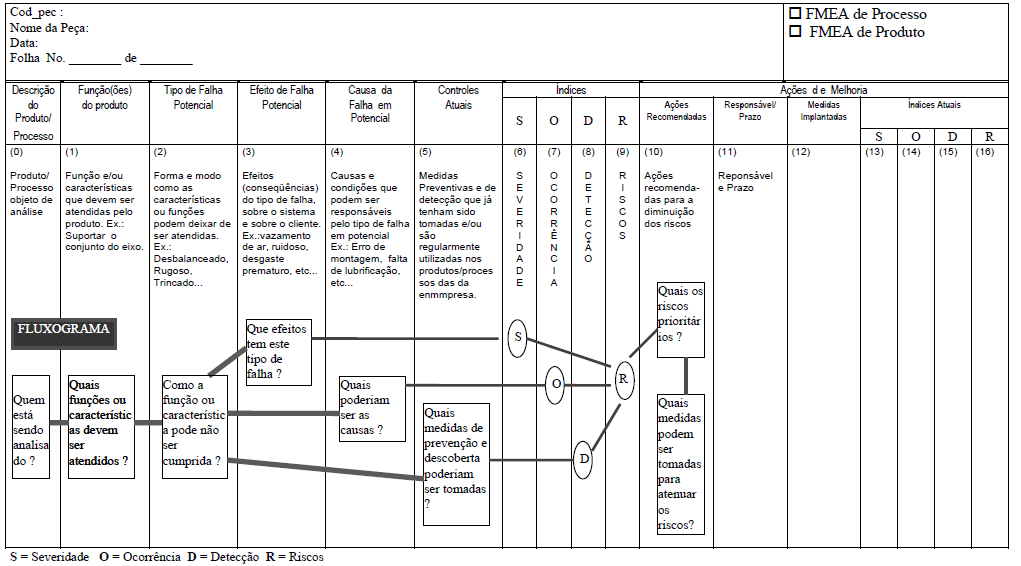 Cod_pec :
Nome da Peça:
Data:
Folha No. ________ de ________
FMEA de Processo
FMEA de Produto
Descrição
do
Produto/
Processo
Função(ões)
do produto
Tipo de Falha
Potencial
Efeito de Falha
Potencial
Causa da
Falha em
Potencial
Controles
Atuais
Índices
S O D R
Ações d e Melhoria
Ações
Recomendadas
Responsável/
Prazo
Medidas
Implantadas
Índices Atuais
S O D R
(0)
Produto/
Processo
objeto de
análise
(1)
Função e/ou
características
que devem ser
atendidas pelo
produto. Ex.:
Suportar o
conjunto do eixo.
(2)
Forma e modo
como as
características
ou funções
podem deixar de
ser atendidas.
Ex.:
Desbalanceado,
Rugoso,
Trincado...
(3)
Efeitos
(conseqüências)
do tipo de falha,
sobre o sistema
e sobre o cliente.
Ex.:vazamento
de ar, ruidoso,
desgaste
prematuro, etc...
(4)
Causas e
condições que
podem ser
responsáveis
pelo tipo de falha
em potencial
Ex.: Erro de
montagem, falta
de lubrificação,
etc...
(5)
Medidas
Preventivas e de
detecção que já
tenham sido
tomadas e/ou
são
regularmente
utilizadas nos
produtos/proces
sos das da
enmmpresa.
(6)
S
E
V
E
R
I
D
A
D
E
(7)
O
C
O
R
R
Ê
N
C
I
A
(8)
D
E
T
E
C
Ç
Ã
O
(9)
R
I
S
C
O
S
(10)
Ações
recomenda-
das para a
diminuição
dos riscos
(11)
Reponsável
e Prazo
(12)
(13)
(14)
(15)
(16)
FLUXOGRAMA
Quem
está
sendo
analisa
do ?
Quais
funções ou
característic
as devem
ser
atendidos ?
Como a
função ou
característic
a pode não
ser
cumprida ?
Que efeitos
tem este
tipo de
falha ?
Quais
poderiam
ser as
causas ?
Quais
medidas de
prevenção e
descoberta
poderiam
ser tomadas
?
S
O
D
R
Quais os
riscos
prioritár
ios ?
Quais
medidas
podem
ser
tomadas
para
atenuar
os
riscos?
S = Severidade O = Ocorrência D = Detecção R = Riscos